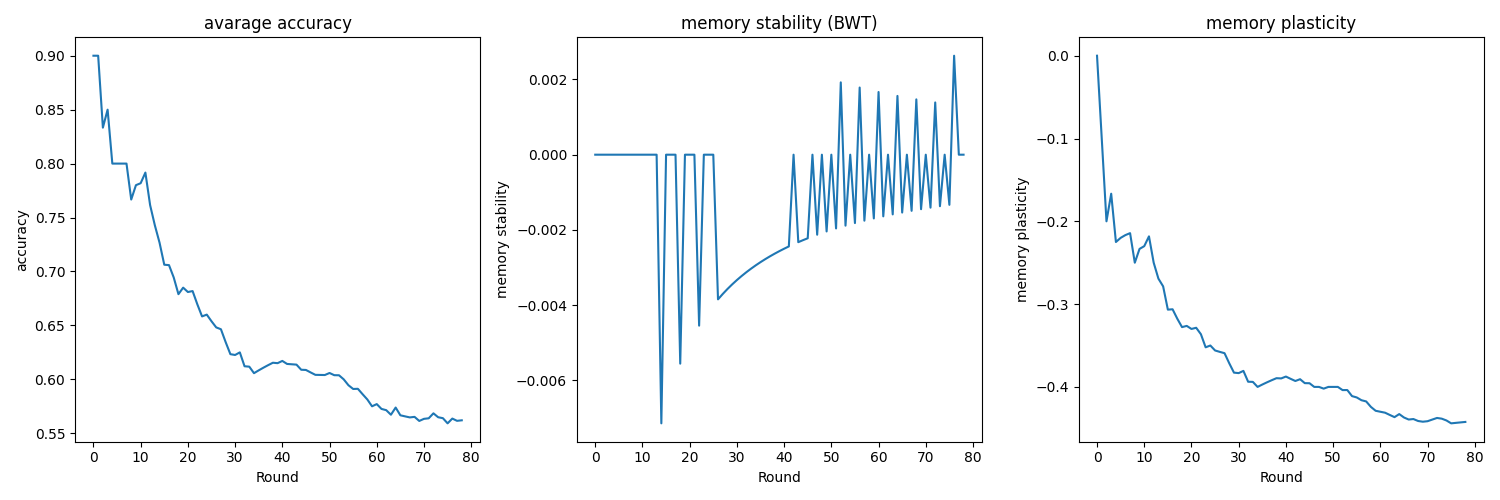 avarage accuracy
accuracy
0.90
0.85
0.80
0.75
0.70
0.65
0.60
0.55
0 10 20 30 40 50 60 70 80
Round
memory stability (BWT)
memory stability
0.002
0.000
−0.002
−0.004
−0.006
0 10 20 30 40 50 60 70 80
Round
memory plasticity
memory plasticity
0.0
−0.1
−0.2
−0.3
−0.4
0 10 20 30 40 50 60 70 80
Round